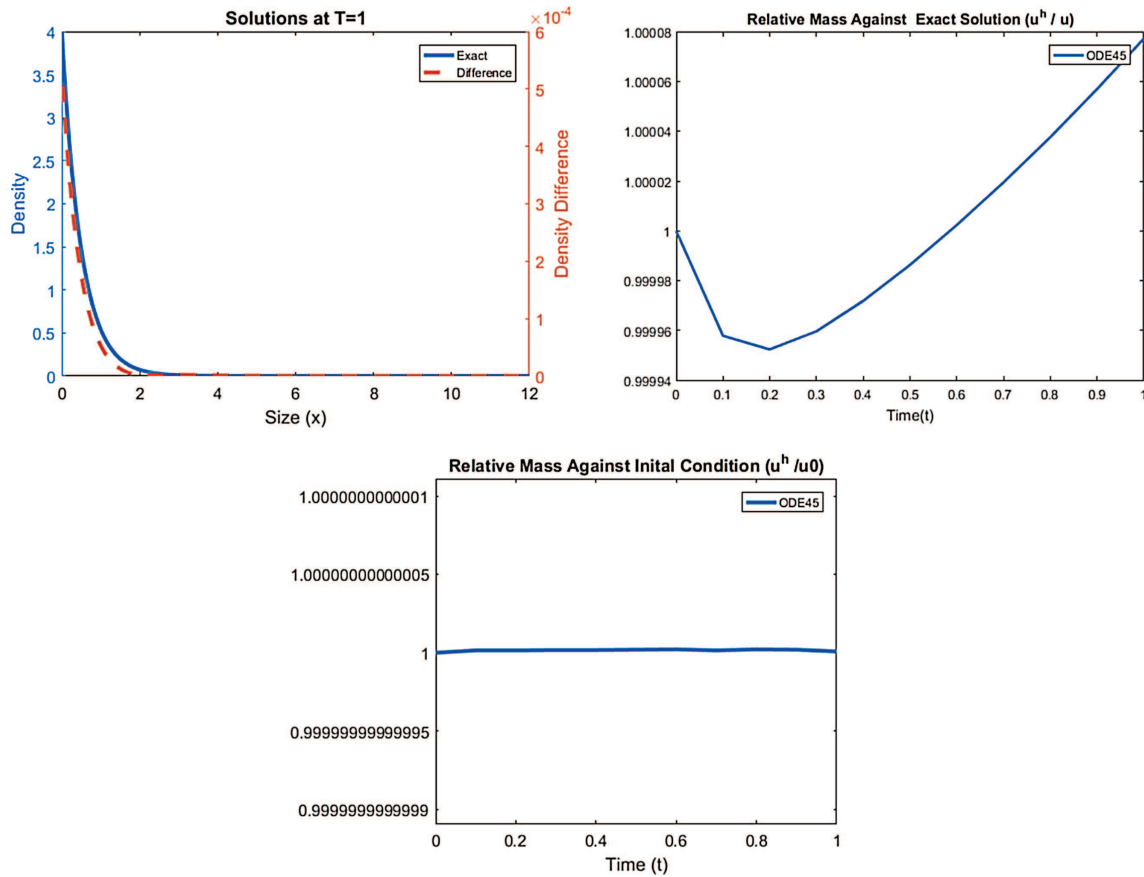 Solutions at T=1
×10⁻⁴
4
3.5
3
2.5
2
1.5
1
0.5
0
Density
Exact
Difference
6
5
4
3
2
1
0
Density Difference
0 2 4 6 8 10 12
Size (x)
Relative Mass Against Exact Solution (uʰ / u)
1.00008
1.00006
1.00004
1.00002
1
0.99998
0.99996
0.99994
ODE45
0 0.1 0.2 0.3 0.4 0.5 0.6 0.7 0.8 0.9 1
Time(t)
Relative Mass Against Inital Condition (uʰ /u0)
1.0000000000001
1.00000000000005
1
0.99999999999995
0.9999999999999
ODE45
0 0.2 0.4 0.6 0.8 1
Time (t)